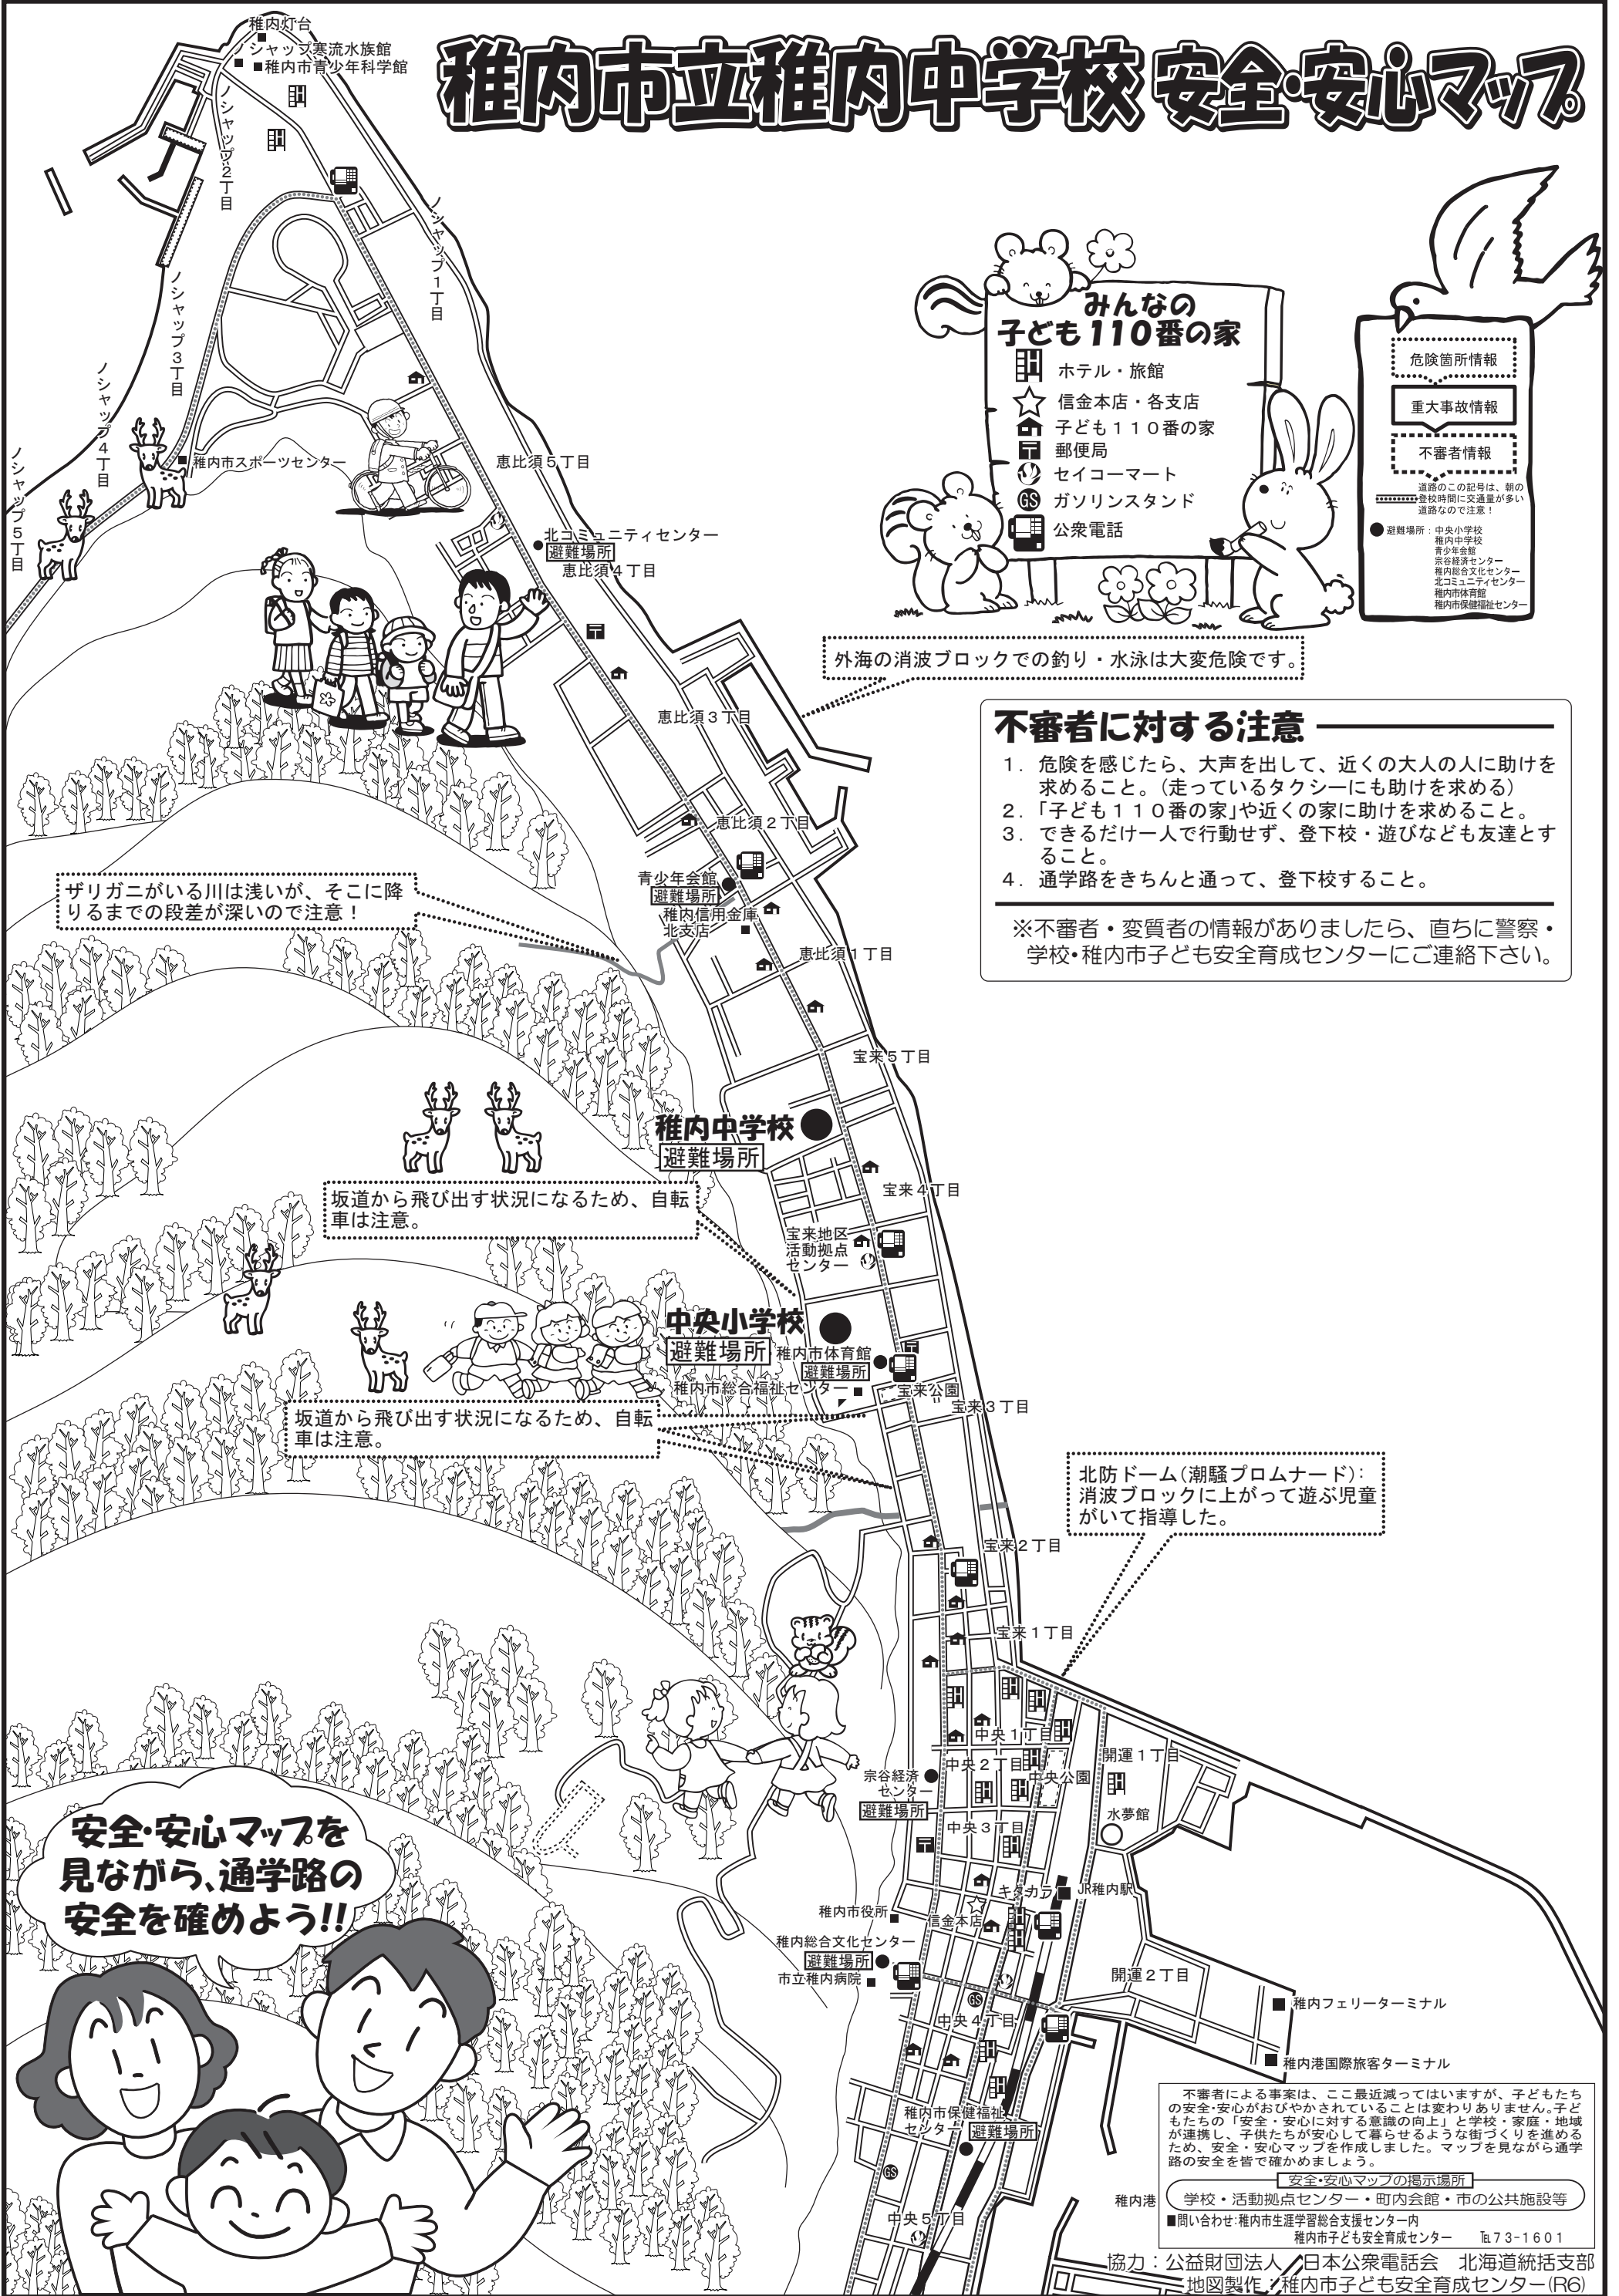 稚内市立稚内中学校 安全・安心マップ
稚内灯台
ノシャップ寒流水族館
稚内市青少年科学館
ノシャップ2丁目
ノシャップ1丁目
ノシャップ3丁目
ノシャップ4丁目
ノシャップ5丁目
稚内市スポーツセンター
恵比須5丁目
北コミュニティセンター
避難場所
恵比須4丁目
みんなの
子ども110番の家
ホテル・旅館
信金本店・各支店
子ども110番の家
郵便局
セイコーマート
GS ガソリンスタンド
公衆電話
危険箇所情報
重大事故情報
不審者情報
道路のこの記号は、朝の
登校時間に交通量が多い
道路なので注意!
避難場所：中央小学校
稚内中学校
青少年会館
宗谷経済センター
稚内総合文化センター
北コミュニティセンター
稚内市体育館
稚内市保健福祉センター
外海の消波ブロックでの釣り・水泳は大変危険です。
恵比須3丁目
不審者に対する注意
1．危険を感じたら、大声を出して、近くの大人の人に助けを
求めること。（走っているタクシーにも助けを求める）
2．「子ども110番の家」や近くの家に助けを求めること。
3．できるだけ一人で行動せず、登下校・遊びなども友達とす
ること。
4．通学路をきちんと通って、登下校すること。
※不審者・変質者の情報がありましたら、直ちに警察・
学校・稚内市子ども安全育成センターにご連絡下さい。
恵比須2丁目
青少年会館
避難場所
稚内信用金庫
北支店
ザリガニがいる川は浅いが、そこに降
りるまでの段差が深いので注意！
恵比須1丁目
宝来5丁目
稚内中学校
避難場所
宝来4丁目
坂道から飛び出す状況になるため、自転
車は注意。
宝来地区
活動拠点
センター
中央小学校
避難場所
稚内市体育館
避難場所
稚内市総合福祉センター
宝来公園
宝来3丁目
坂道から飛び出す状況になるため、自転
車は注意。
北防ドーム（潮騒プロムナード）：
消波ブロックに上がって遊ぶ児童
がいて指導した。
宝来2丁目
宝来1丁目
中央1丁目
中央2丁目
開運1丁目
中央公園
宗谷経済
センター
避難場所
水夢館
中央3丁目
安全・安心マップを
見ながら、通学路の
安全を確めよう!!
キタカラ
JR稚内駅
稚内市役所
信金本店
稚内総合文化センター
避難場所
市立稚内病院
開運2丁目
GS
中央4丁目
稚内フェリーターミナル
稚内港国際旅客ターミナル
稚内市保健福祉
センター
避難場所
GS
中央5丁目
稚内港
不審者による事案は、ここ最近減ってはいますが、子どもたち
の安全・安心がおびやかされていることは変わりありません。子ど
もたちの「安全・安心に対する意識の向上」と学校・家庭・地域
が連携し、子供たちが安心して暮らせるような街づくりを進める
ため、安全・安心マップを作成しました。マップを見ながら通学
路の安全を皆で確かめましょう。
安全・安心マップの掲示場所
学校・活動拠点センター・町内会館・市の公共施設等
■問い合わせ：稚内市生涯学習総合支援センター内
稚内市子ども安全育成センター ℡73-1601
協力：公益財団法人 日本公衆電話会 北海道統括支部
地図製作：稚内市子ども安全育成センター(R6)